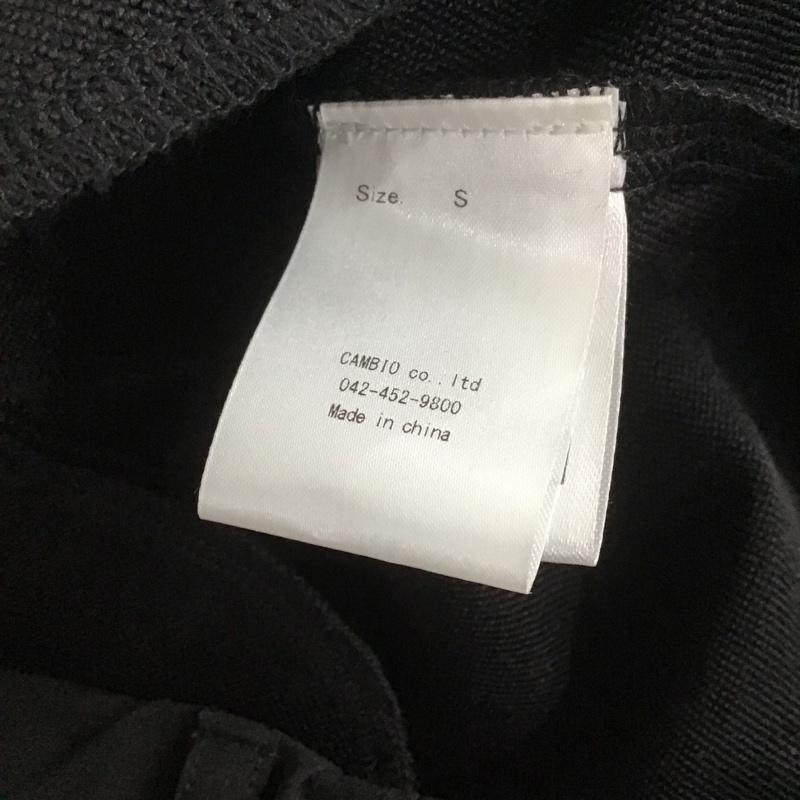 Size. S
CAMBIO co..ltd
042-452-9800
Made in china